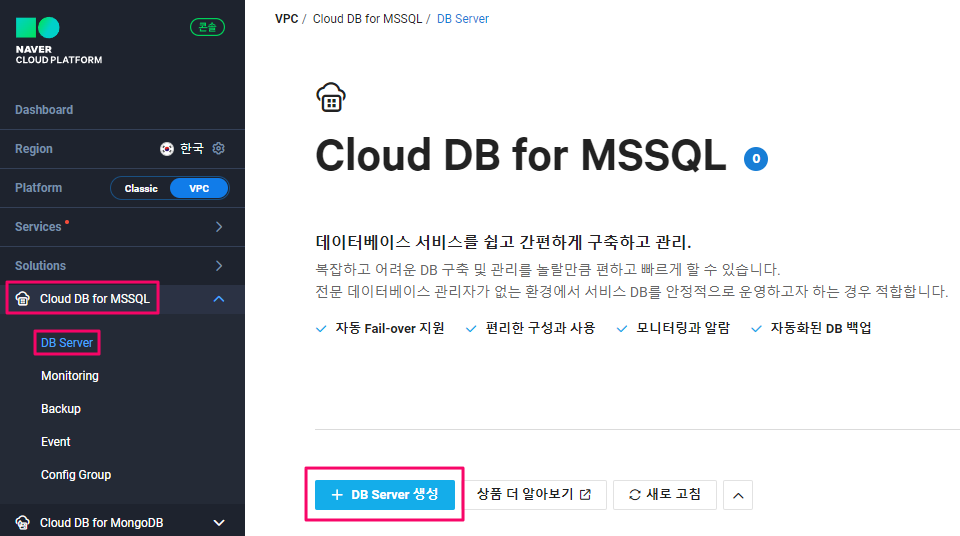 NAVER
CLOUD PLATFORM
콘솔
Dashboard
Region 한국
Platform Classic VPC
Services
Solutions
Cloud DB for MSSQL
DB Server
Monitoring
Backup
Event
Config Group
Cloud DB for MongoDB
VPC / Cloud DB for MSSQL / DB Server
Cloud DB for MSSQL 0
데이터베이스 서비스를 쉽고 간편하게 구축하고 관리.
복잡하고 어려운 DB 구축 및 관리를 놀랄만큼 편하고 빠르게 할 수 있습니다.
전문 데이터베이스 관리자가 없는 환경에서 서비스 DB를 안정적으로 운영하고자 하는 경우 적합합니다.
자동 Fail-over 지원 편리한 구성과 사용 모니터링과 알람 자동화된 DB 백업
+ DB Server 생성 상품 더 알아보기 새로 고침